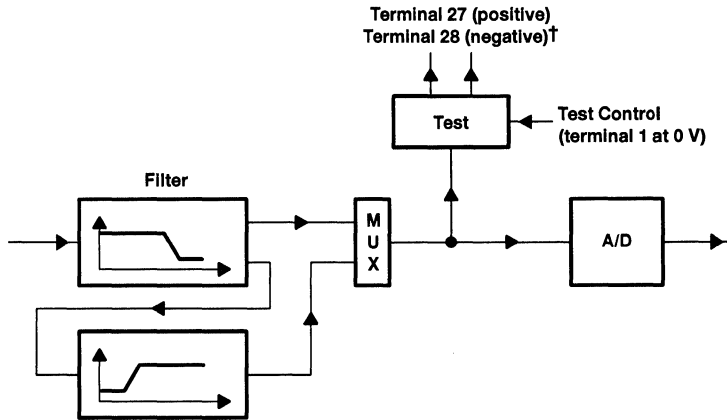 Terminal 27 (positive)
Terminal 28 (negative)†
Test
Test Control
(terminal 1 at 0 V)
Filter
M
U
X
A/D